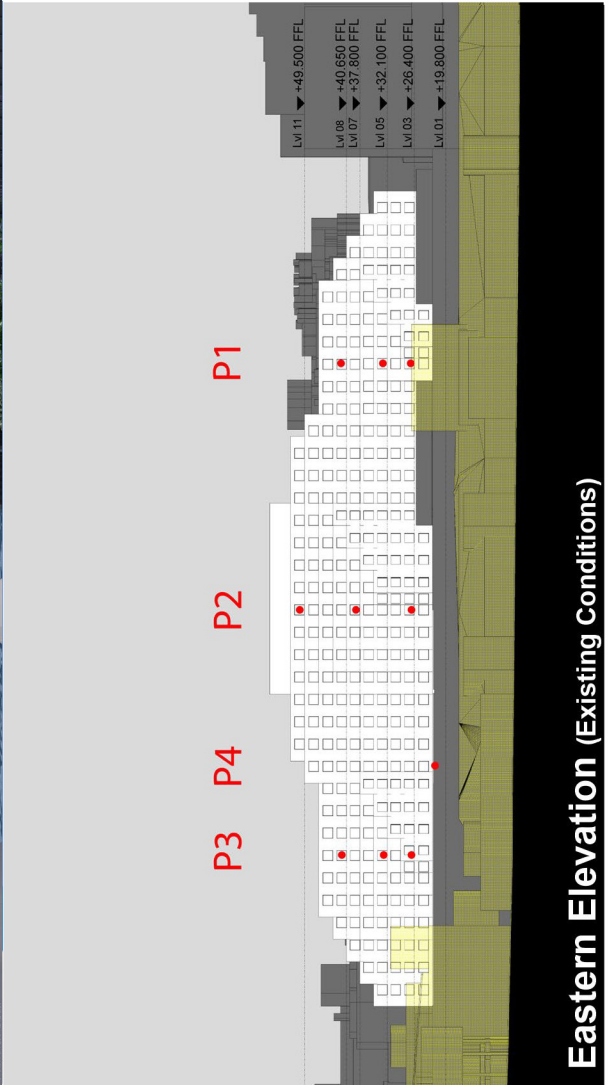 Lvl 11 ▼ +49.500 FFL
Lvl 08 ▼ +40.650 FFL
Lvl 07 ▼ +37.800 FFL
Lvl 05 ▼ +32.100 FFL
Lvl 03 ▼ +26.400 FFL
Lvl 01 ▼ +19.800 FFL
P3
P4
P2
P1
Eastern Elevation (Existing Conditions)